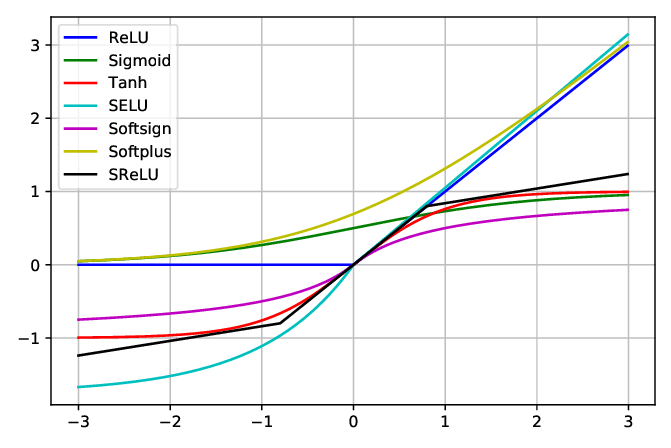 ReLU
Sigmoid
Tanh
SELU
Softsign
Softplus
SReLU
3
2
1
0
−1
−3
−2
−1
0
1
2
3